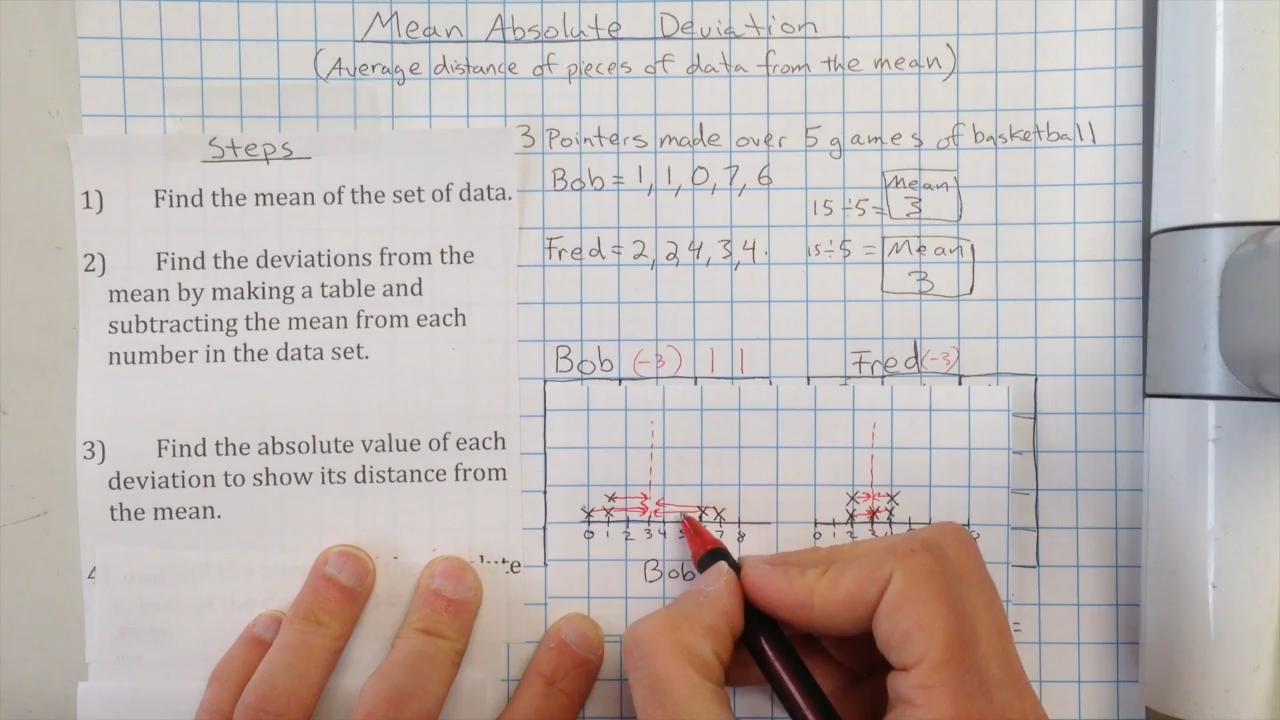 Mean Absolute Deviation
(Average distance of pieces of data from the mean)
Steps
1) Find the mean of the set of data.
2) Find the deviations from the
mean by making a table and
subtracting the mean from each
number in the data set.
3) Find the absolute value of each
deviation to show its distance from
the mean.
3 Pointers made over 5 games of basketball
Bob = 1, 1, 0, 7, 6
15 ÷ 5 = Mean
3
Fred = 2, 2, 4, 3, 4.
15 ÷ 5 = Mean
3
Bob (-3) | |
Fred (-3)
0 1 2 3 4 7 8
0 1 2 3
Bob
=